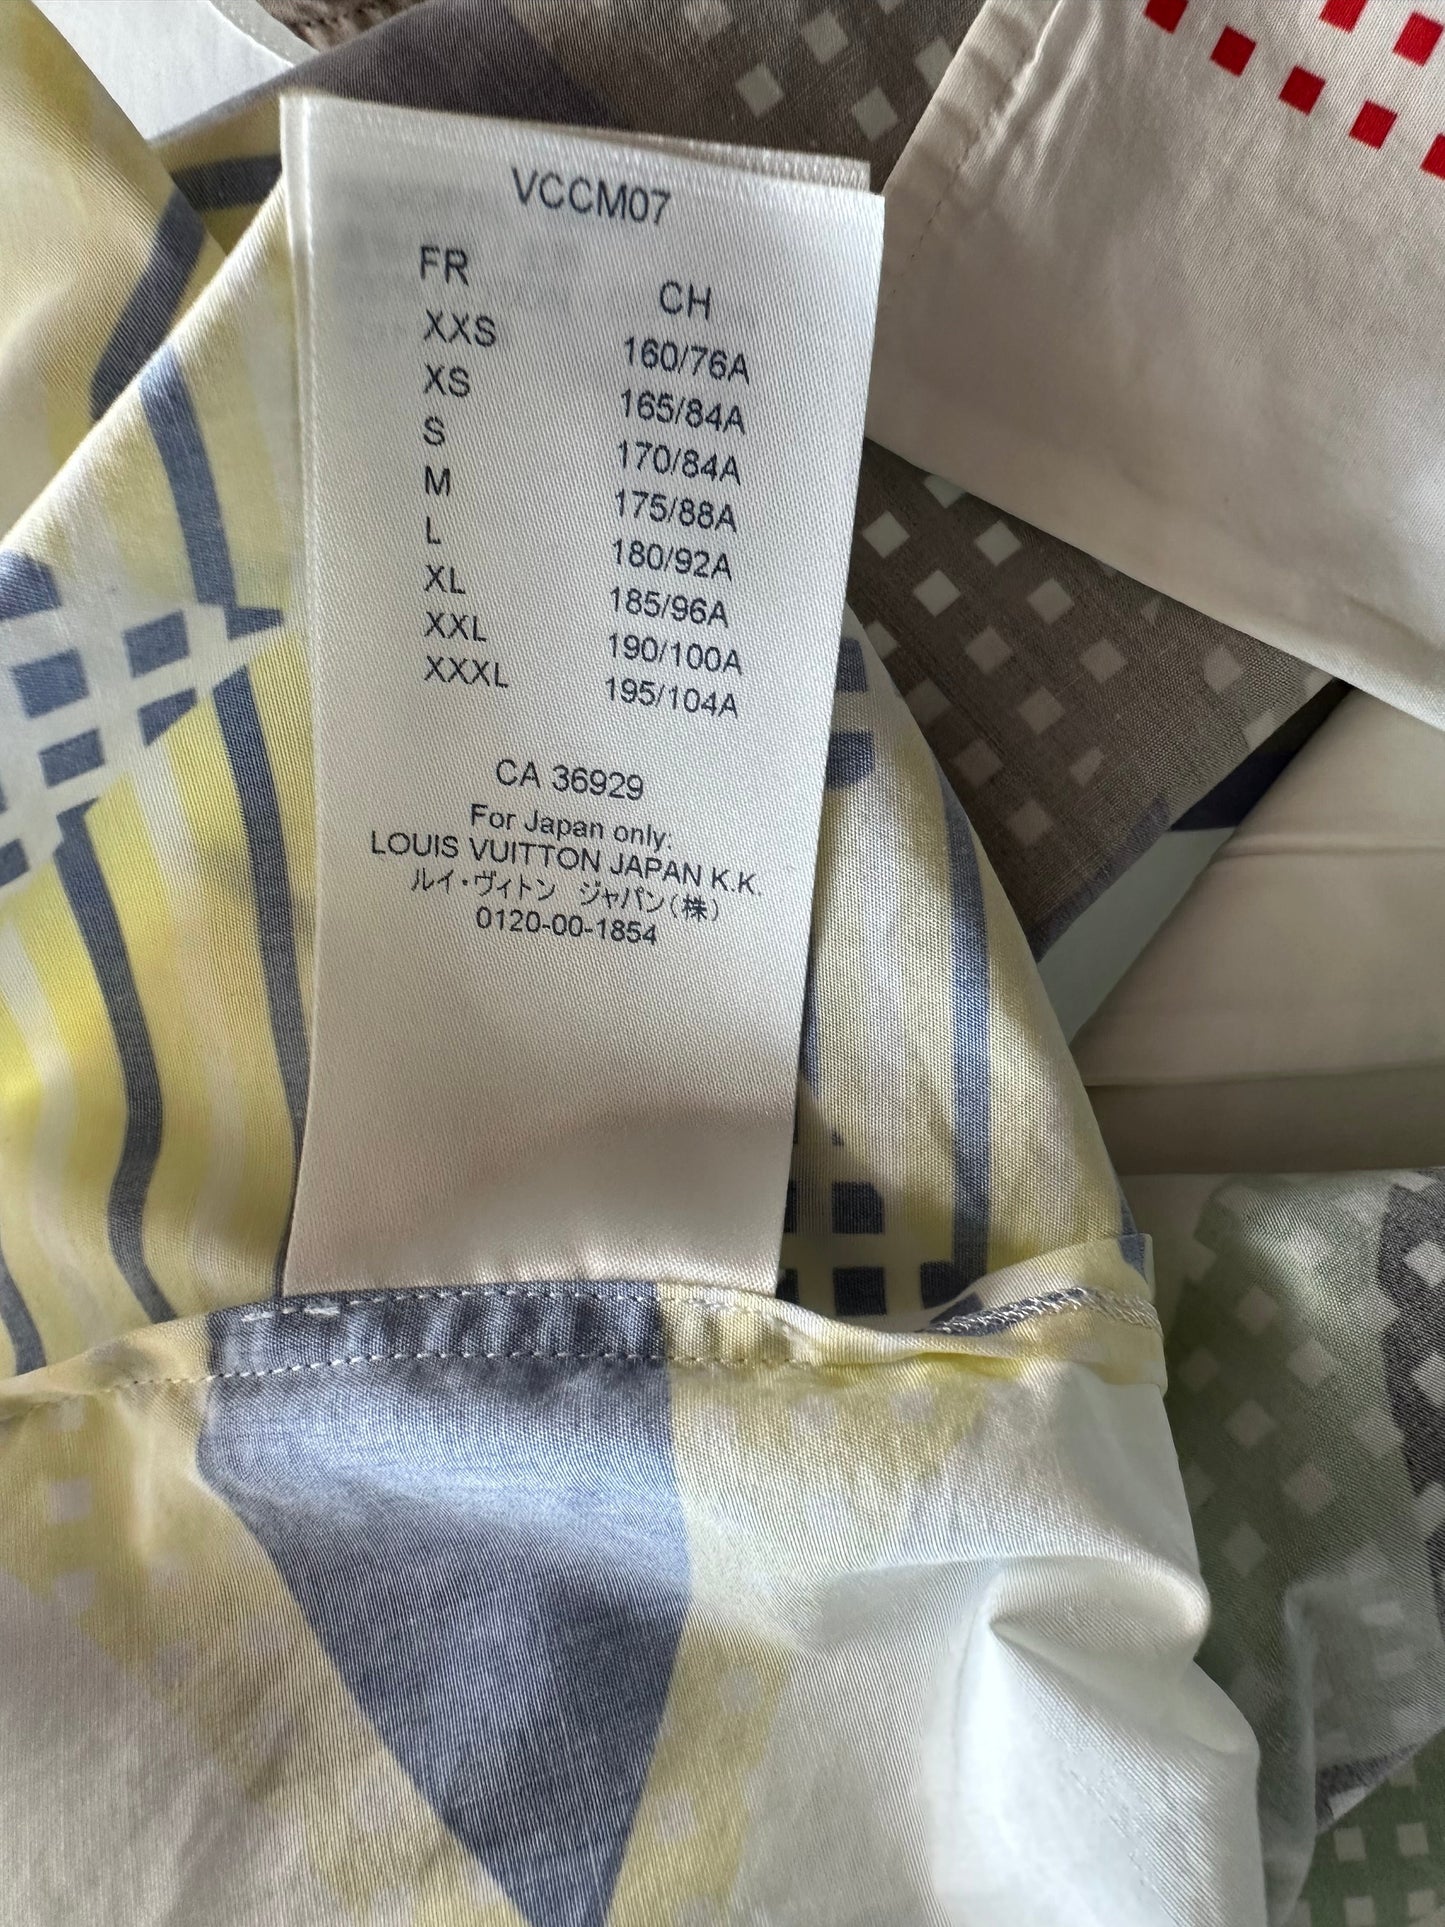 VCCM07
FR CH
XXS 160/76A
XS 165/84A
S 170/84A
M 175/88A
L 180/92A
XL 185/96A
XXL 190/100A
XXXL 195/104A
CA 36929
For Japan only:
LOUIS VUITTON JAPAN K.K.
ルイ・ヴィトン ジャパン(株)
0120-00-1854